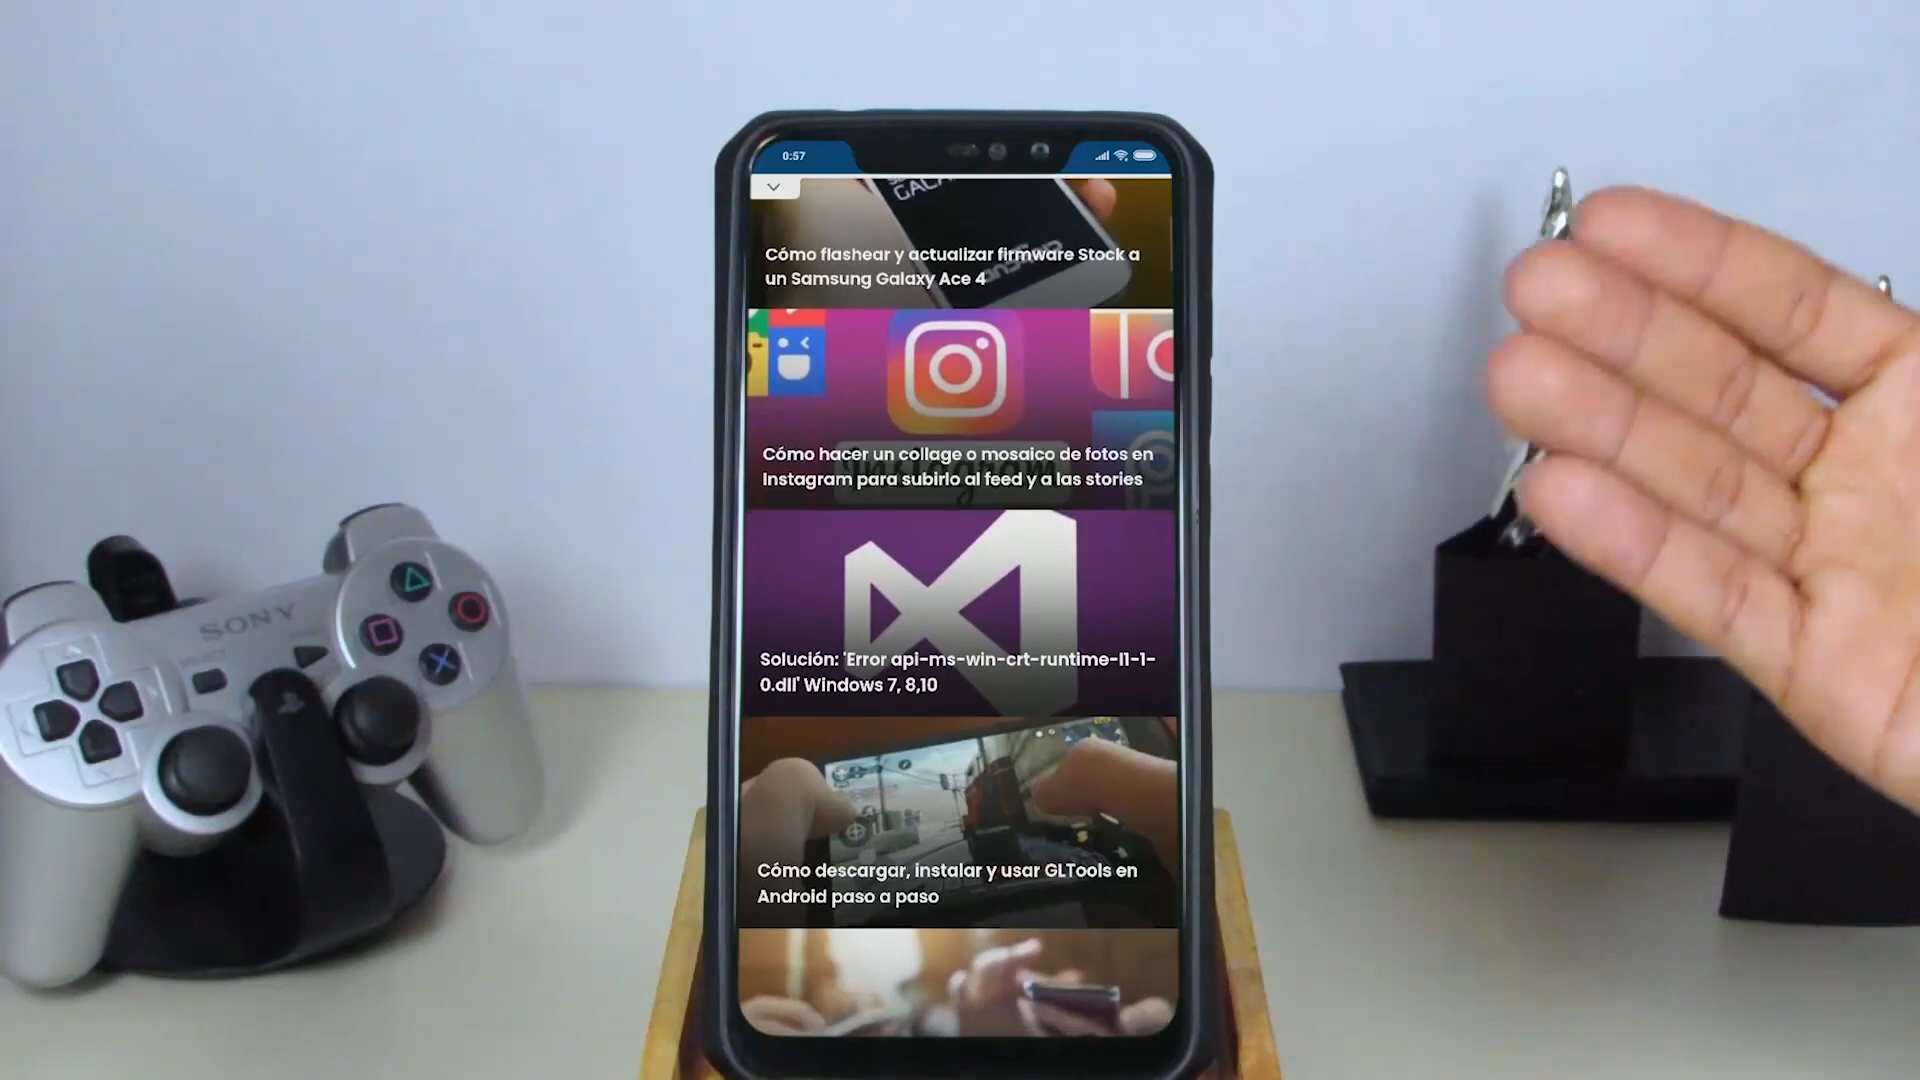 0:57
Cómo flashear y actualizar firmware Stock a
un Samsung Galaxy Ace 4
Cómo hacer un collage o mosaico de fotos en
Instagram para subirlo al feed y a las stories
Solución: 'Error api-ms-win-crt-runtime-l1-1-
0.dll' Windows 7, 8,10
Cómo descargar, instalar y usar GLTools en
Android paso a paso
SONY